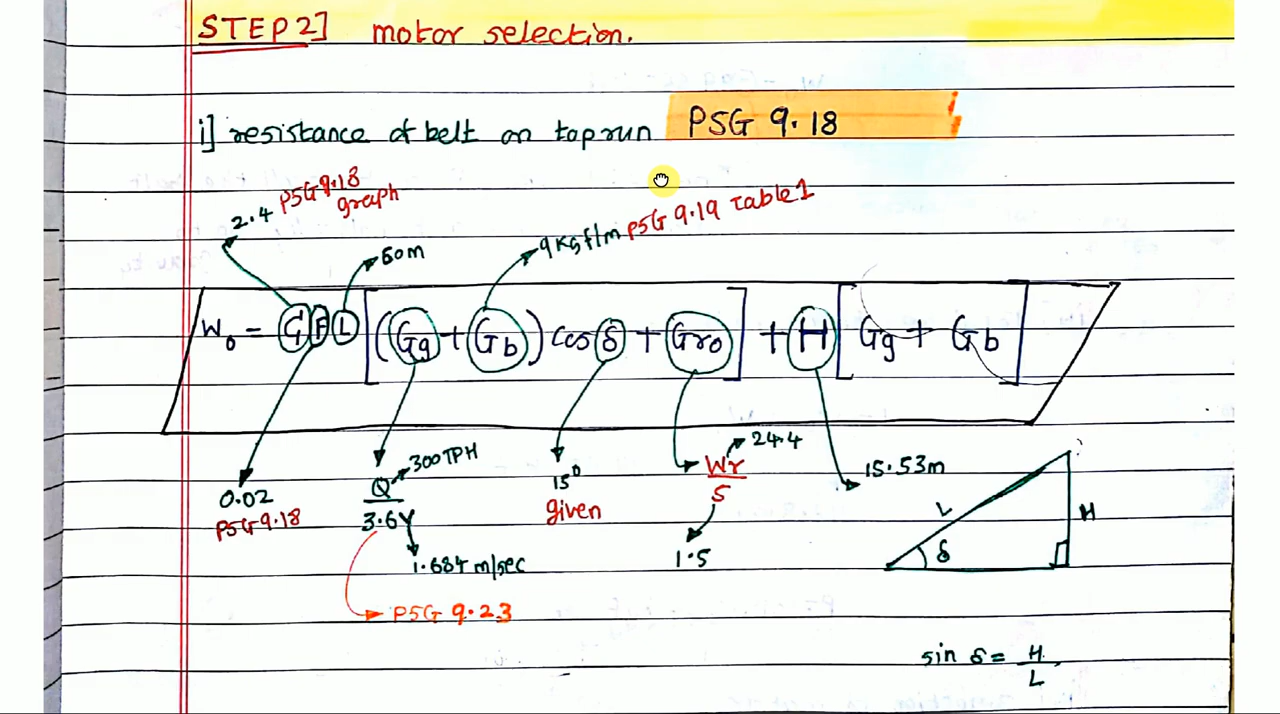 STEP 2] motor selection.
i] resistance of belt on top run PSG 9.18
2.4 PSG 9.18 graph
60m
9 Kgf/m PSG 9.19 Table 1
W₀ = C F L [(Gg + Gb) cos δ + Gro] + H [Gg + Gb]
0.02
PSG 9.18
Q/3.6V
300TPH
1.684 m/sec
PSG 9.23
15°
given
Wr/S
24.4
1.5
15.53m
L
H
δ
sin δ = H/L